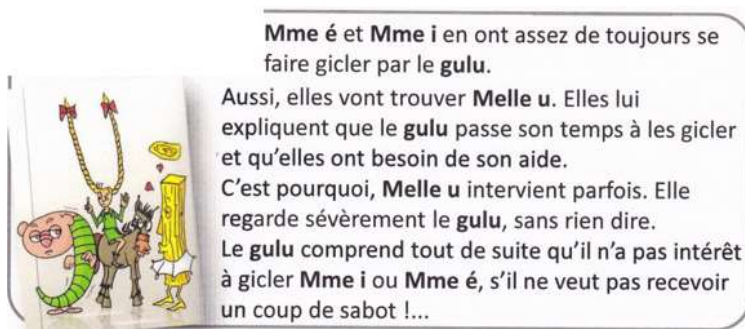 Mme é et Mme i en ont assez de toujours se
faire gicler par le gulu.
Aussi, elles vont trouver Melle u. Elles lui
expliquent que le gulu passe son temps à les gicler
et qu'elles ont besoin de son aide.
C'est pourquoi, Melle u intervient parfois. Elle
regarde sévèrement le gulu, sans rien dire.
Le gulu comprend tout de suite qu'il n'a pas intérêt
à gicler Mme i ou Mme é, s'il ne veut pas recevoir
un coup de sabot !...